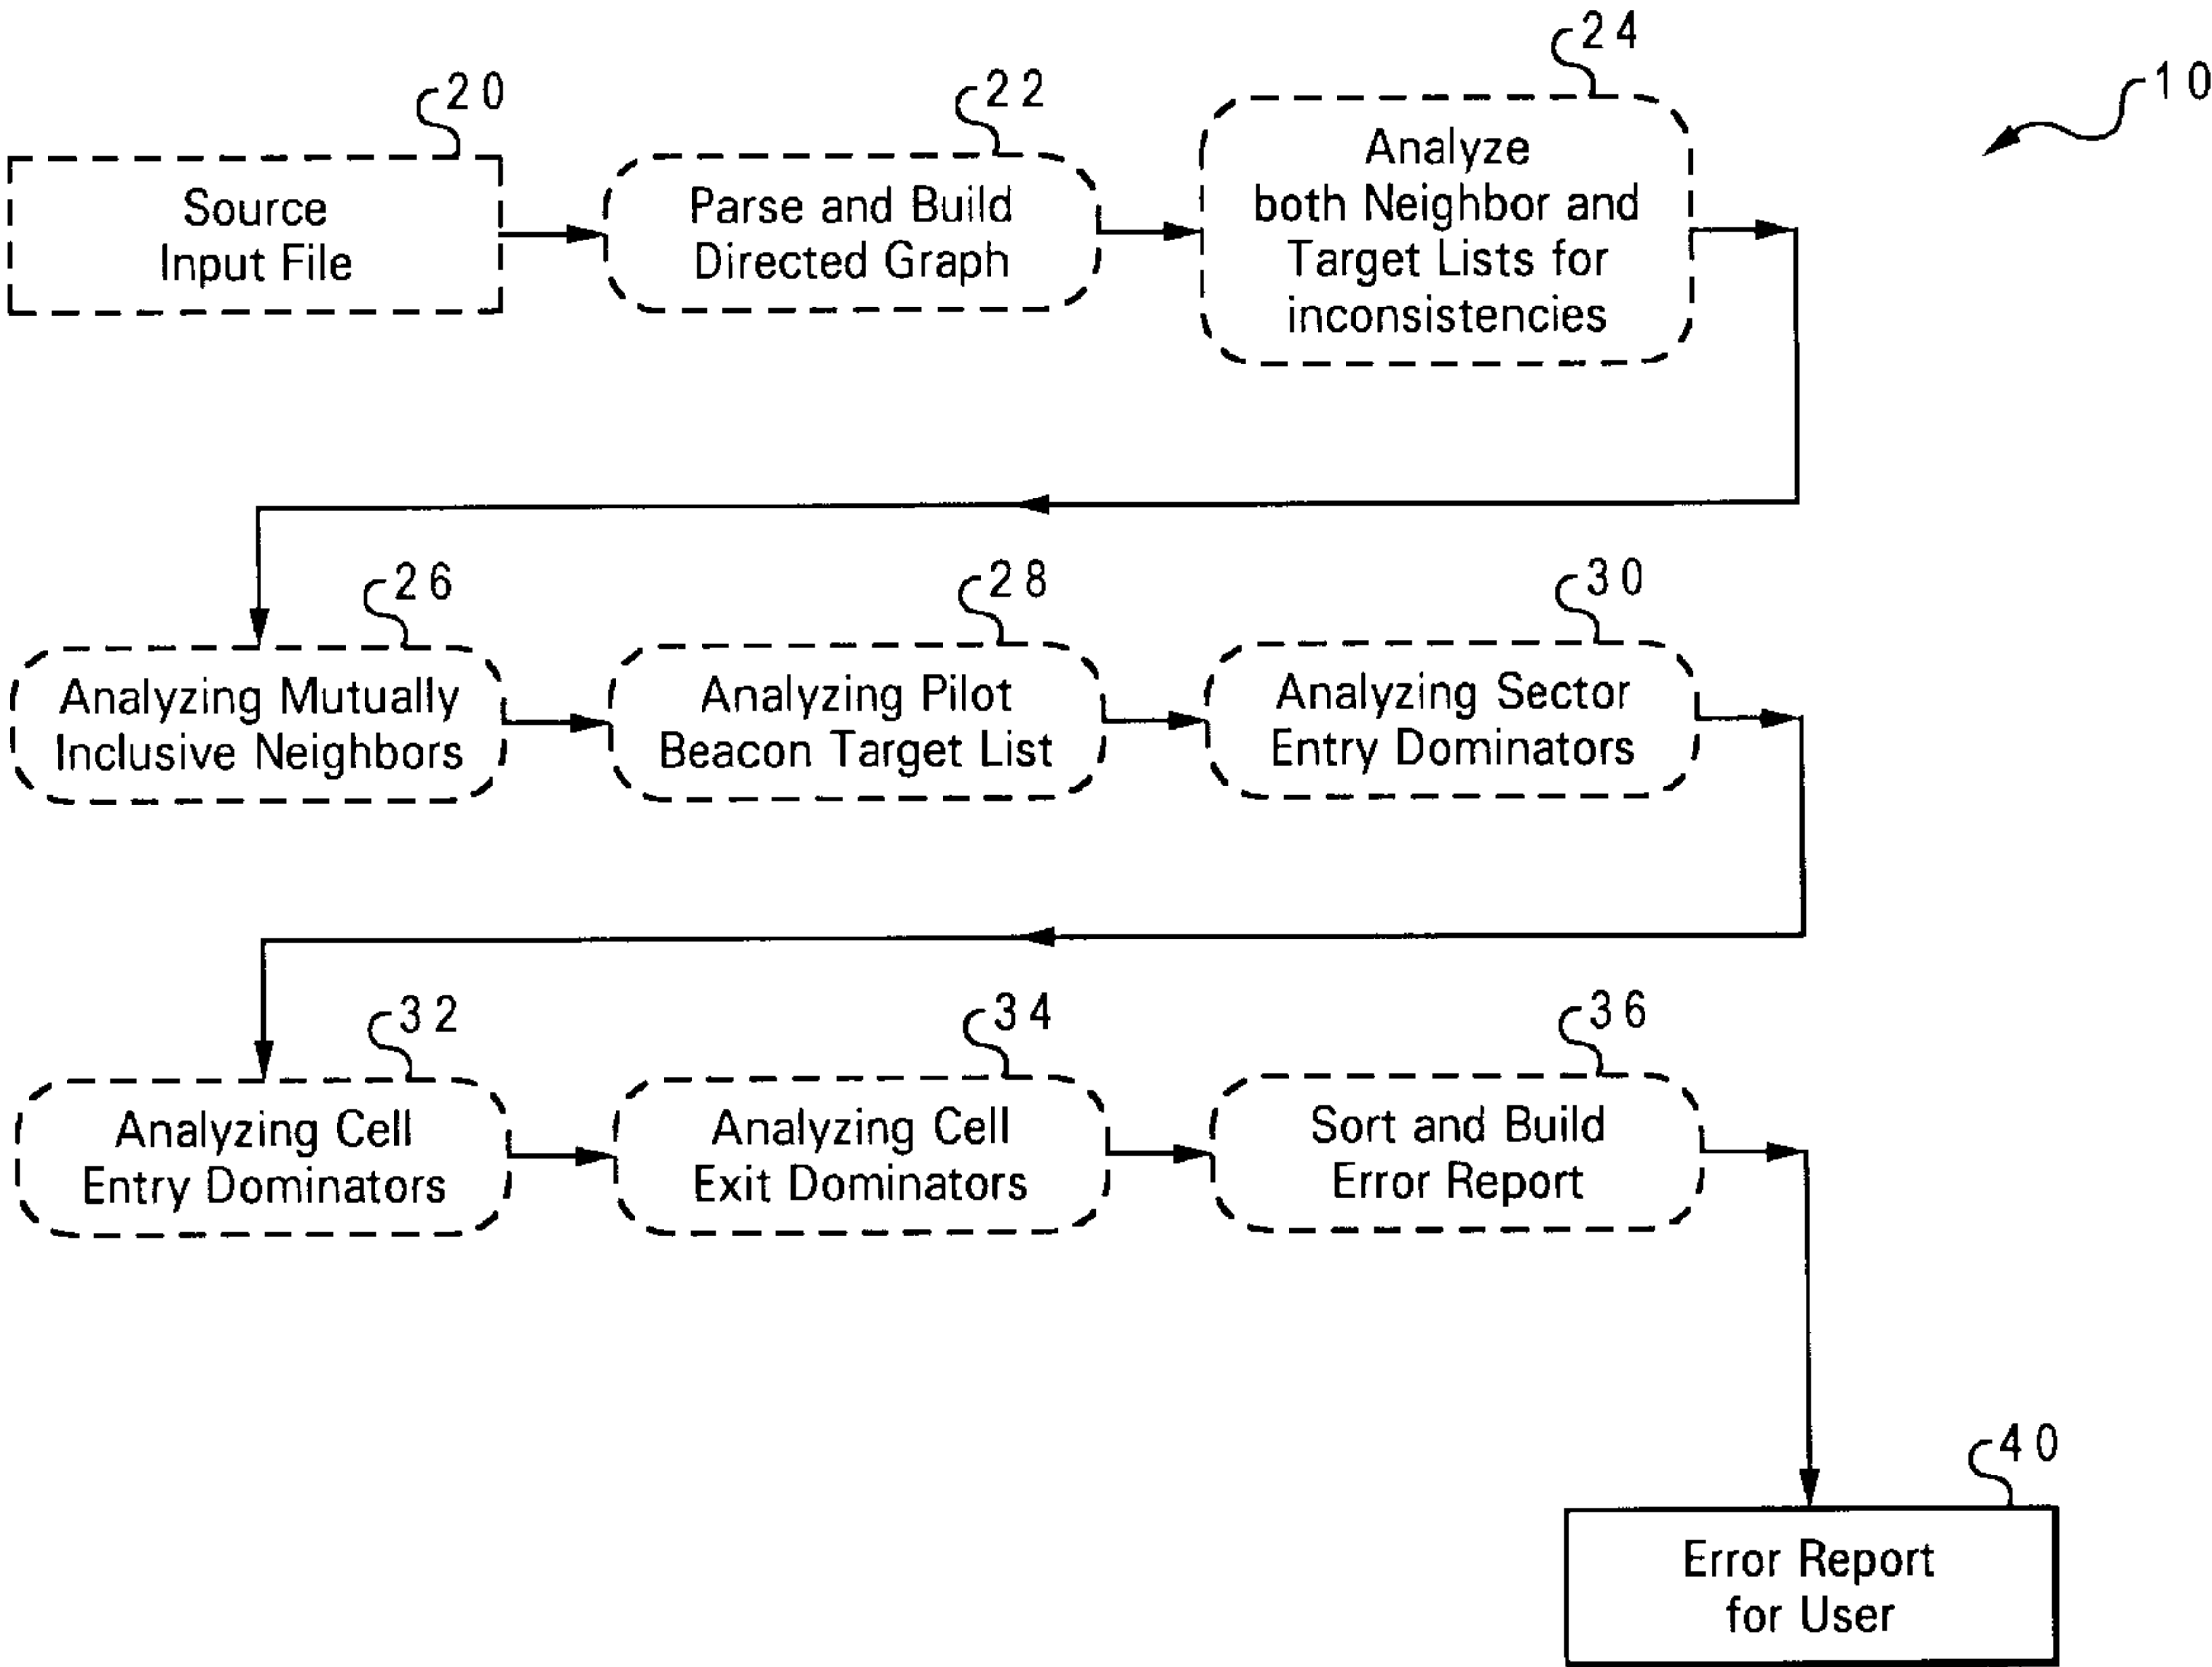 20
22
24
10
Source
Input File
Parse and Build
Directed Graph
Analyze
both Neighbor and
Target Lists for
inconsistencies
26
28
30
Analyzing Mutually
Inclusive Neighbors
Analyzing Pilot
Beacon Target List
Analyzing Sector
Entry Dominators
32
34
36
Analyzing Cell
Entry Dominators
Analyzing Cell
Exit Dominators
Sort and Build
Error Report
40
Error Report
for User